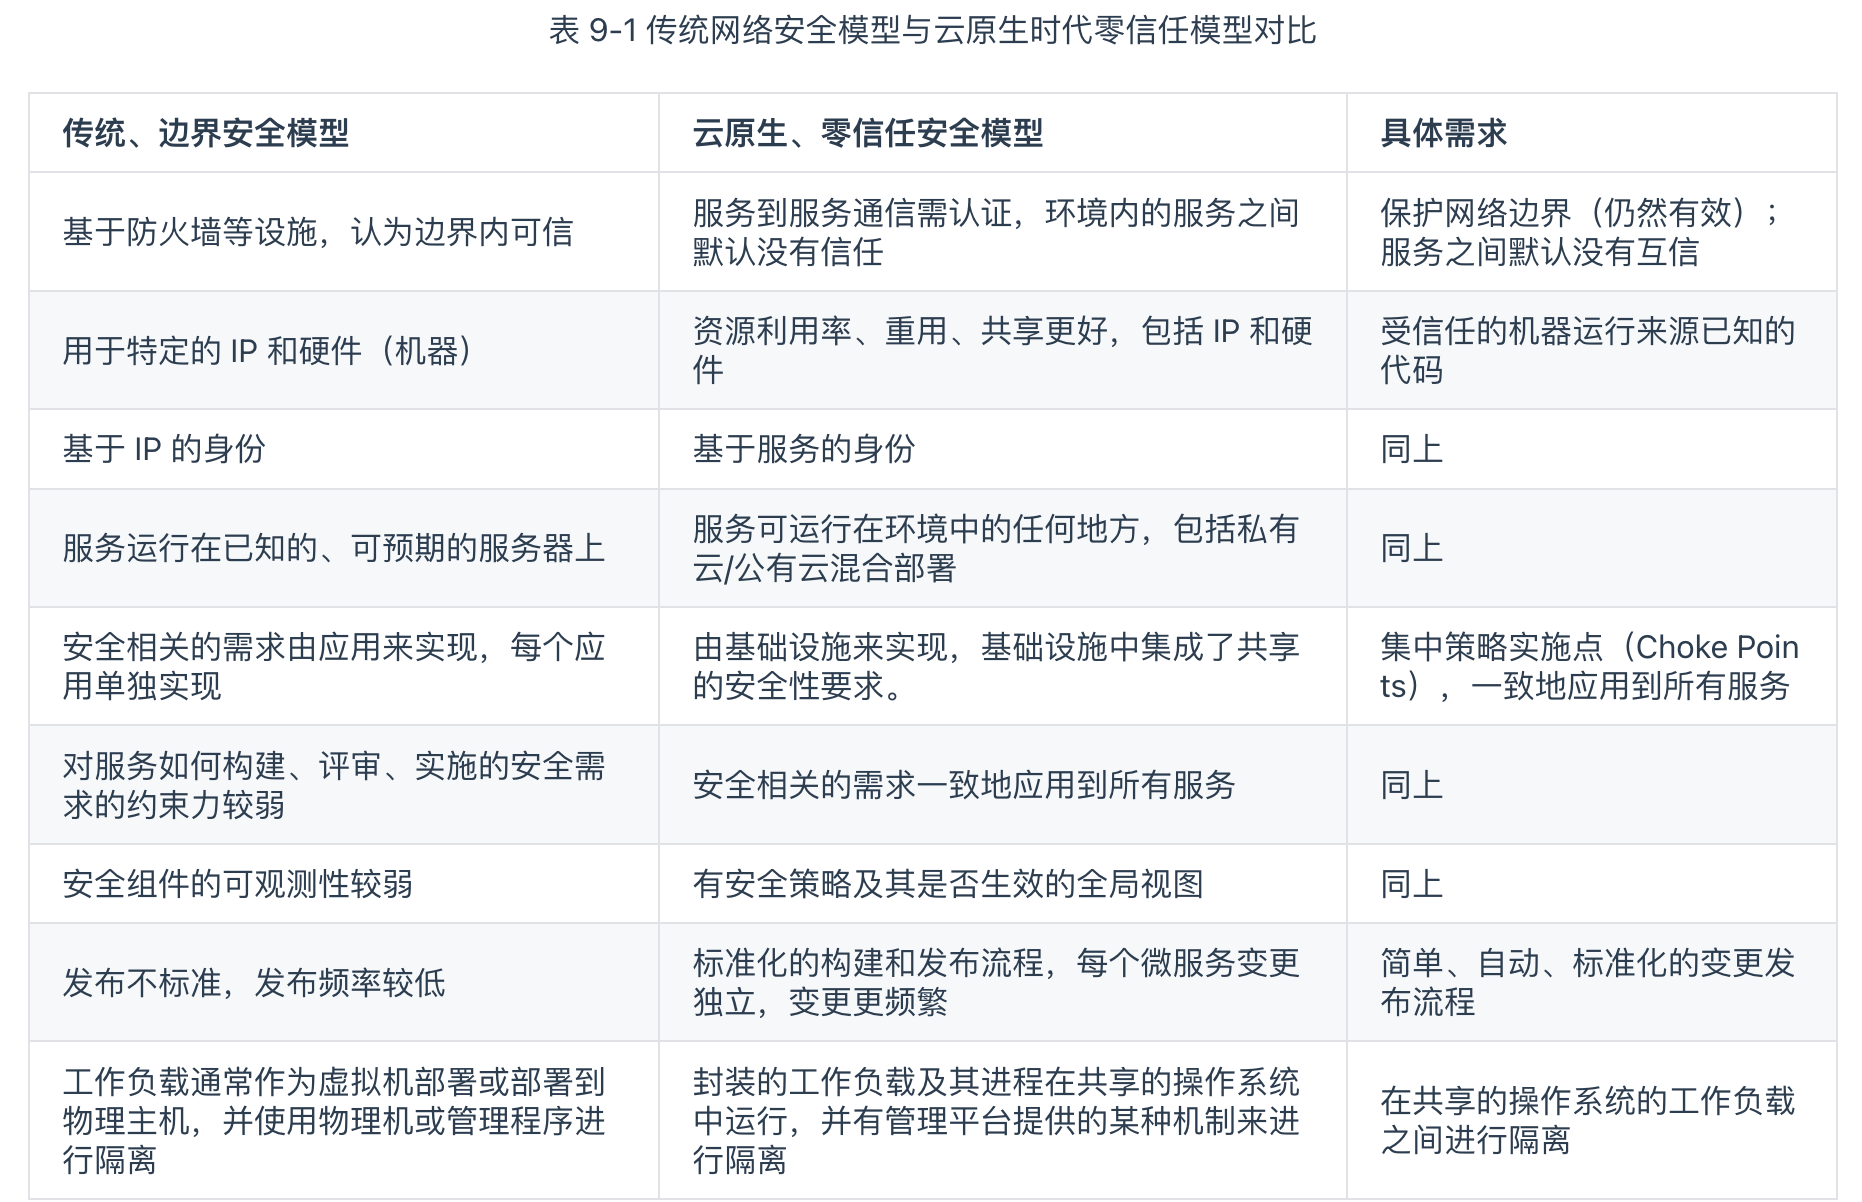 表 9-1 传统网络安全模型与云原生时代零信任模型对比
传统、边界安全模型
云原生、零信任安全模型
具体需求
基于防火墙等设施，认为边界内可信
服务到服务通信需认证，环境内的服务之间
默认没有信任
保护网络边界（仍然有效）；
服务之间默认没有互信
用于特定的 IP 和硬件（机器）
资源利用率、重用、共享更好，包括 IP 和硬
件
受信任的机器运行来源已知的
代码
基于 IP 的身份
基于服务的身份
同上
服务运行在已知的、可预期的服务器上
服务可运行在环境中的任何地方，包括私有
云/公有云混合部署
同上
安全相关的需求由应用来实现，每个应
用单独实现
由基础设施来实现，基础设施中集成了共享
的安全性要求。
集中策略实施点（Choke Poin
ts），一致地应用到所有服务
对服务如何构建、评审、实施的安全需
求的约束力较弱
安全相关的需求一致地应用到所有服务
同上
安全组件的可观测性较弱
有安全策略及其是否生效的全局视图
同上
发布不标准，发布频率较低
标准化的构建和发布流程，每个微服务变更
独立，变更更频繁
简单、自动、标准化的变更发
布流程
工作负载通常作为虚拟机部署或部署到
物理主机，并使用物理机或管理程序进
行隔离
封装的工作负载及其进程在共享的操作系统
中运行，并有管理平台提供的某种机制来进
行隔离
在共享的操作系统的工作负载
之间进行隔离